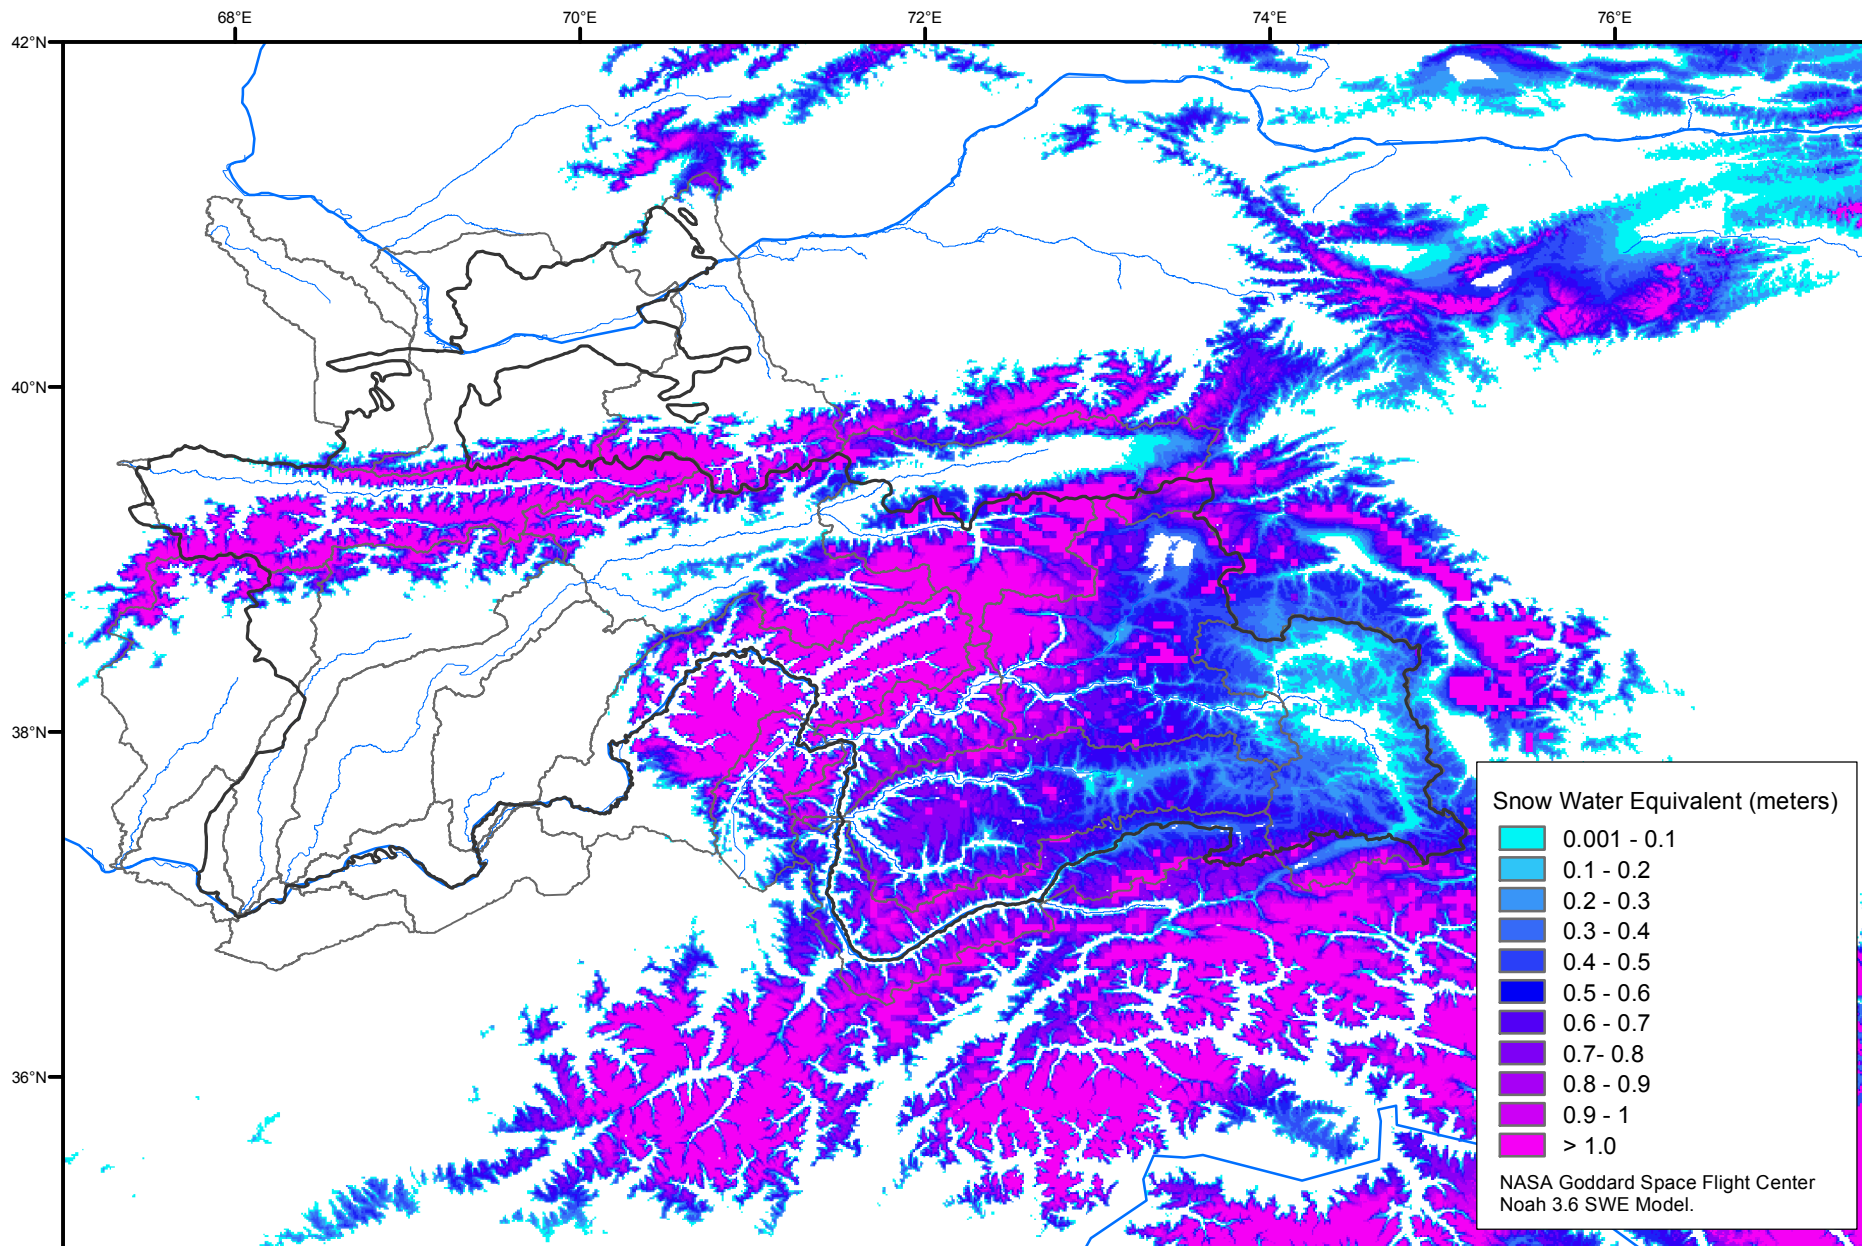 68°E
70°E
72°E
74°E
76°E
42°N
40°N
38°N
36°N
Snow Water Equivalent (meters)
0.001 - 0.1
0.1 - 0.2
0.2 - 0.3
0.3 - 0.4
0.4 - 0.5
0.5 - 0.6
0.6 - 0.7
0.7- 0.8
0.8 - 0.9
0.9 - 1
> 1.0
NASA Goddard Space Flight Center
Noah 3.6 SWE Model.